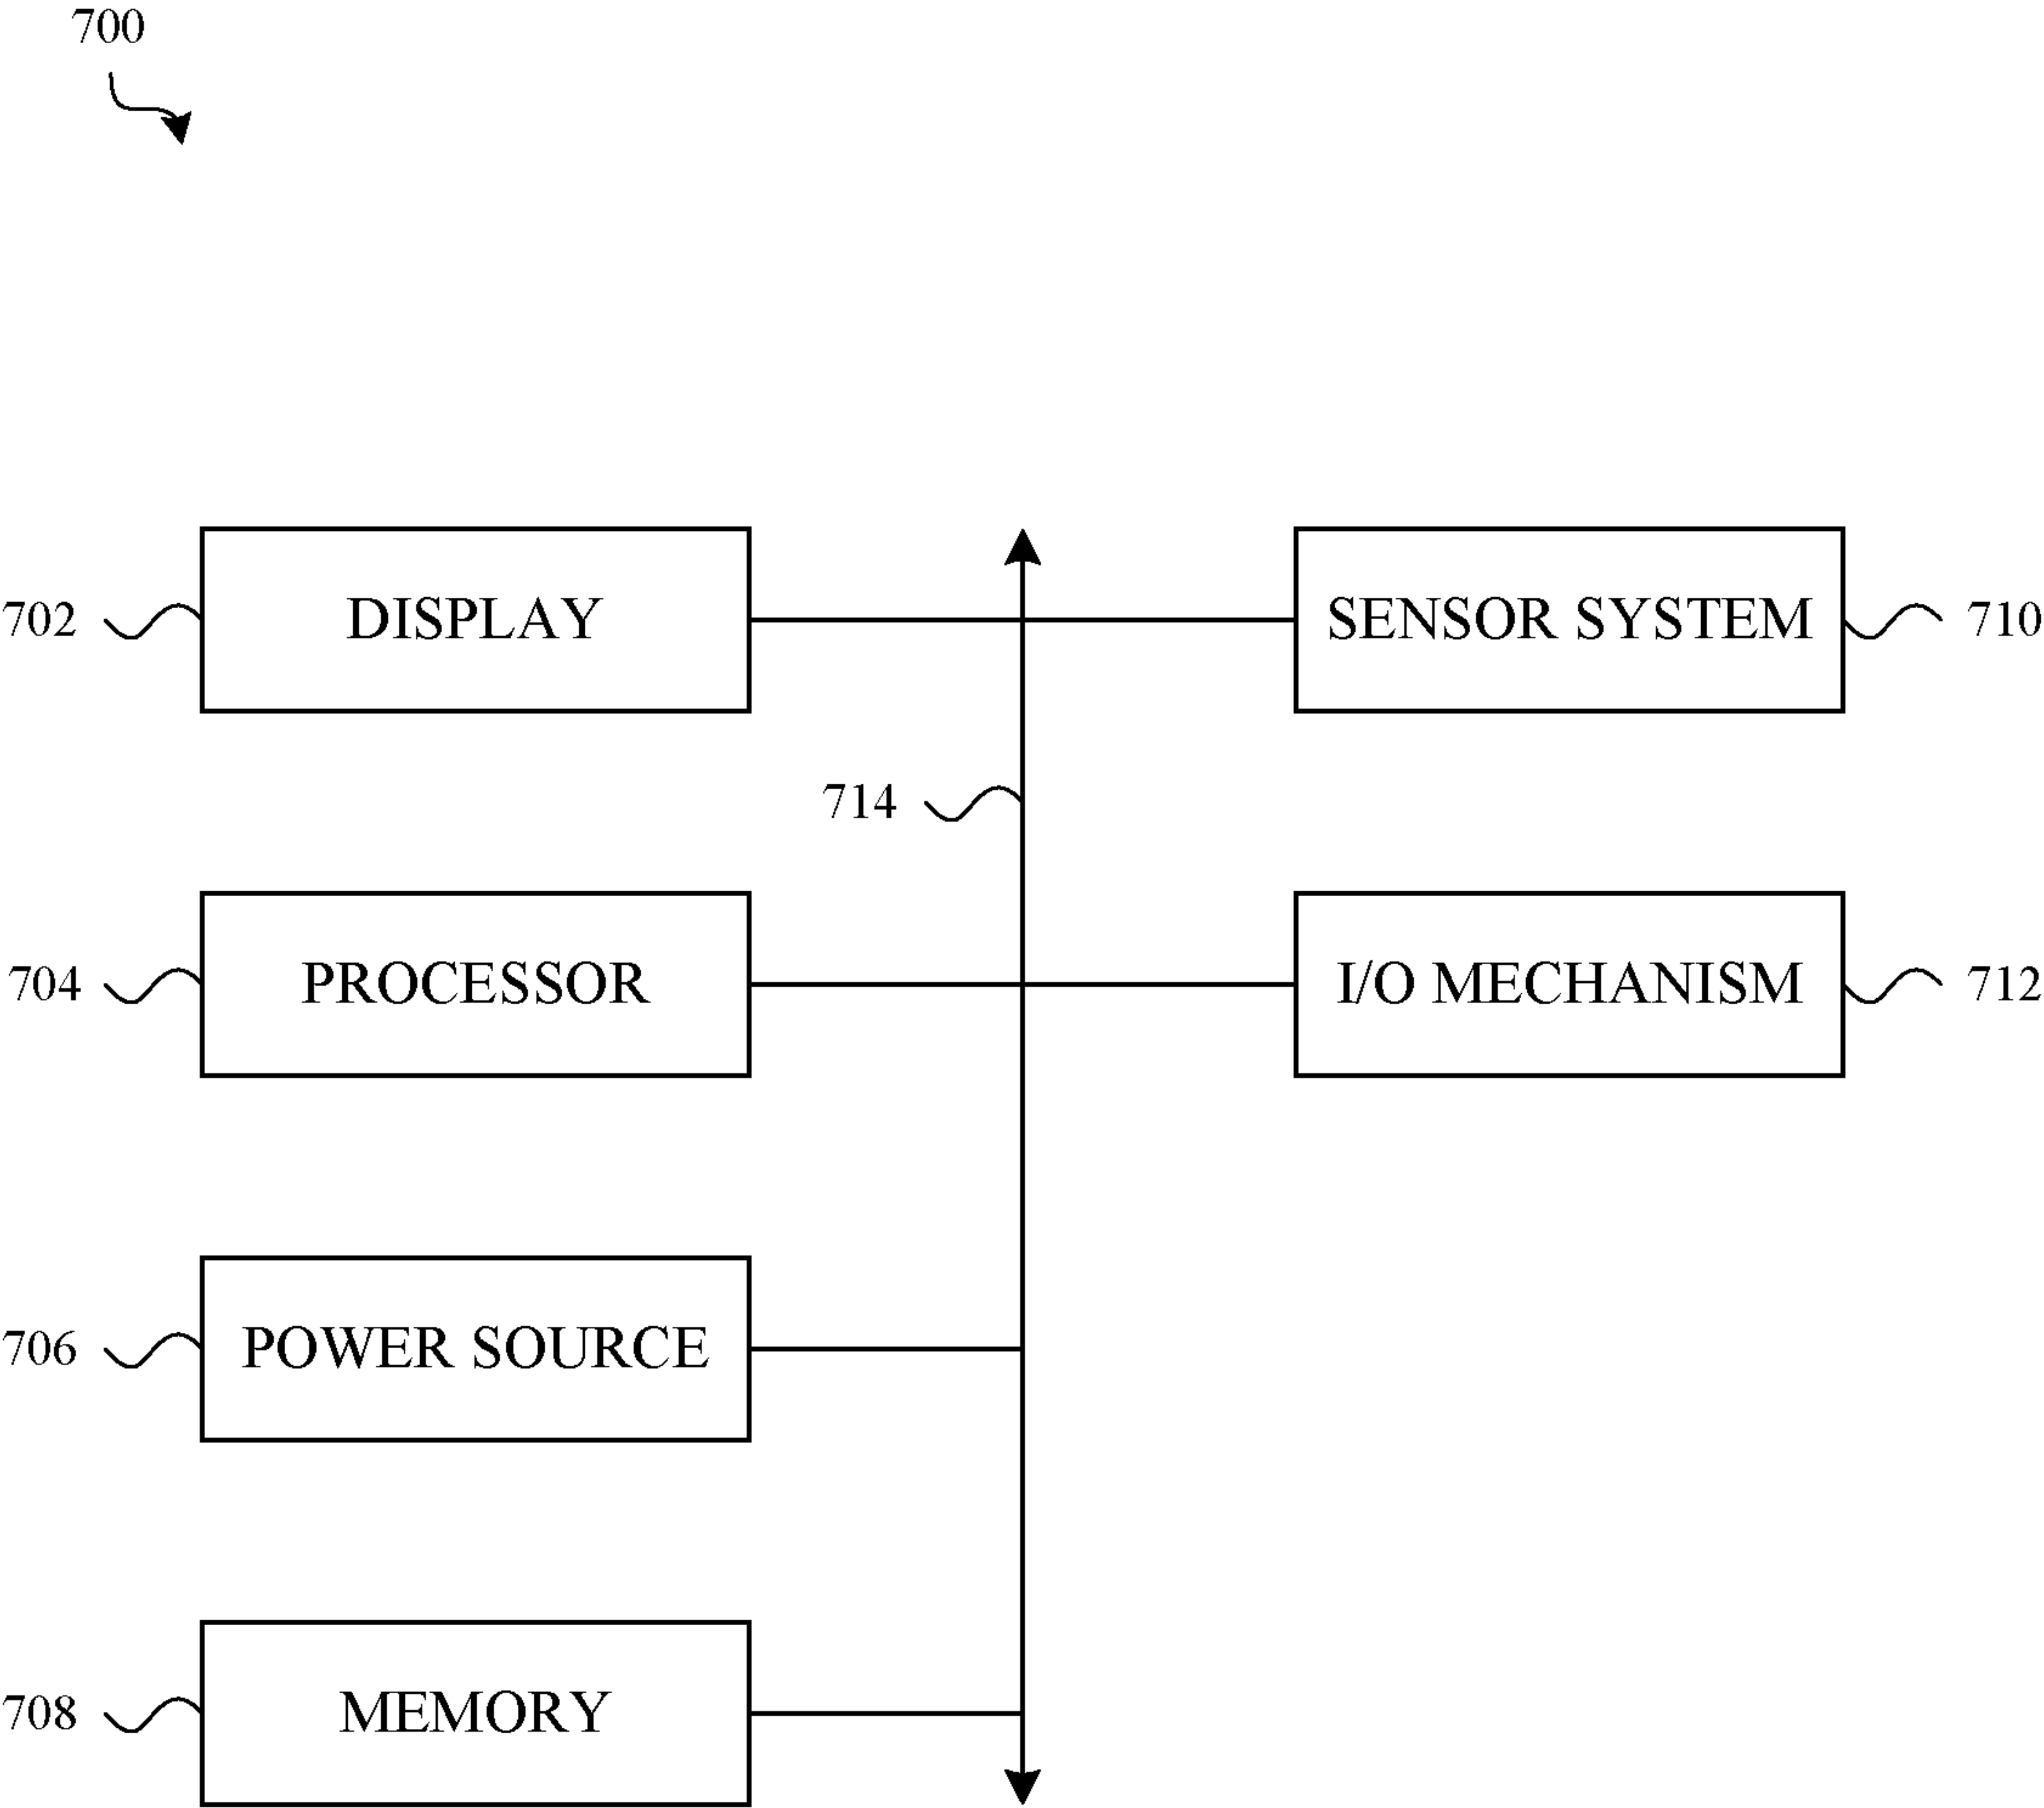 700
702 DISPLAY SENSOR SYSTEM 710
714
704 PROCESSOR I/O MECHANISM 712
706 POWER SOURCE
708 MEMORY